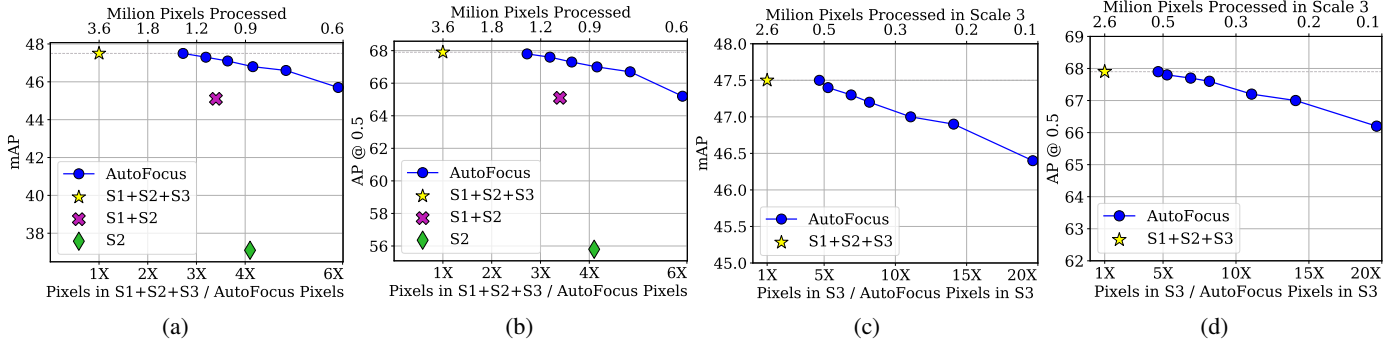 Milion Pixels Processed
3.6 1.8 1.2 0.9 0.6
48
46
44
42
40
38
mAP
AutoFocus
S1+S2+S3
S1+S2
S2
1X 2X 3X 4X 6X
Pixels in S1+S2+S3 / AutoFocus Pixels
(a)
Milion Pixels Processed
3.6 1.8 1.2 0.9 0.6
68
66
64
62
60
58
56
AP @ 0.5
AutoFocus
S1+S2+S3
S1+S2
S2
1X 2X 3X 4X 6X
Pixels in S1+S2+S3 / AutoFocus Pixels
(b)
Milion Pixels Processed in Scale 3
2.6 0.5 0.3 0.2 0.1
48.0
47.5
47.0
46.5
46.0
45.5
45.0
mAP
AutoFocus
S1+S2+S3
1X 5X 10X 15X 20X
Pixels in S3 / AutoFocus Pixels in S3
(c)
Milion Pixels Processed in Scale 3
2.6 0.5 0.3 0.2 0.1
69
68
67
66
65
64
63
62
AP @ 0.5
AutoFocus
S1+S2+S3
1X 5X 10X 15X 20X
Pixels in S3 / AutoFocus Pixels in S3
(d)